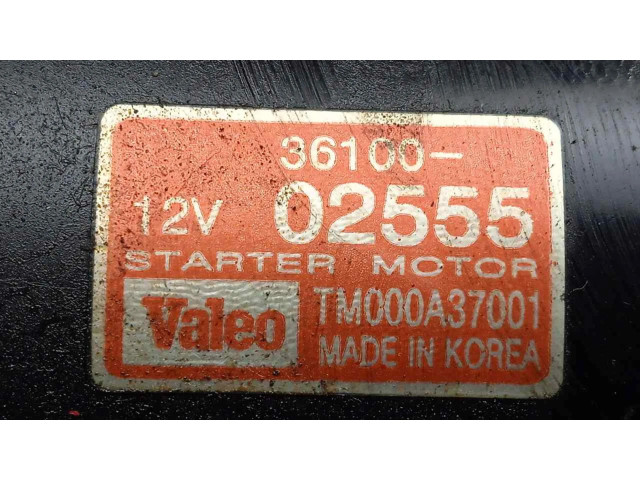 36100-
12V 02555
STARTER MOTOR
Valeo TM000A37001
MADE IN KOREA